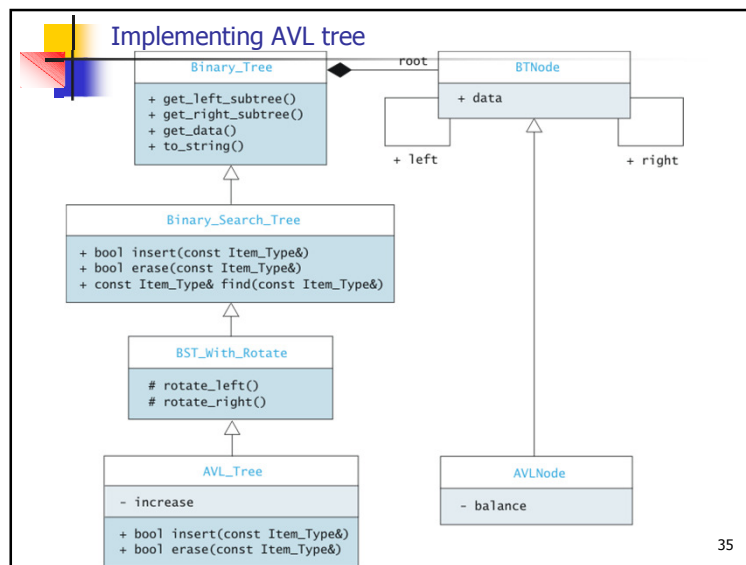 Implementing AVL tree
Binary_Tree
+ get_left_subtree()
+ get_right_subtree()
+ get_data()
+ to_string()
root
BTNode
+ data
+ left
+ right
Binary_Search_Tree
+ bool insert(const Item_Type&)
+ bool erase(const Item_Type&)
+ const Item_Type& find(const Item_Type&)
BST_With_Rotate
# rotate_left()
# rotate_right()
AVL_Tree
- increase
+ bool insert(const Item_Type&)
+ bool erase(const Item_Type&)
AVLNode
- balance
35